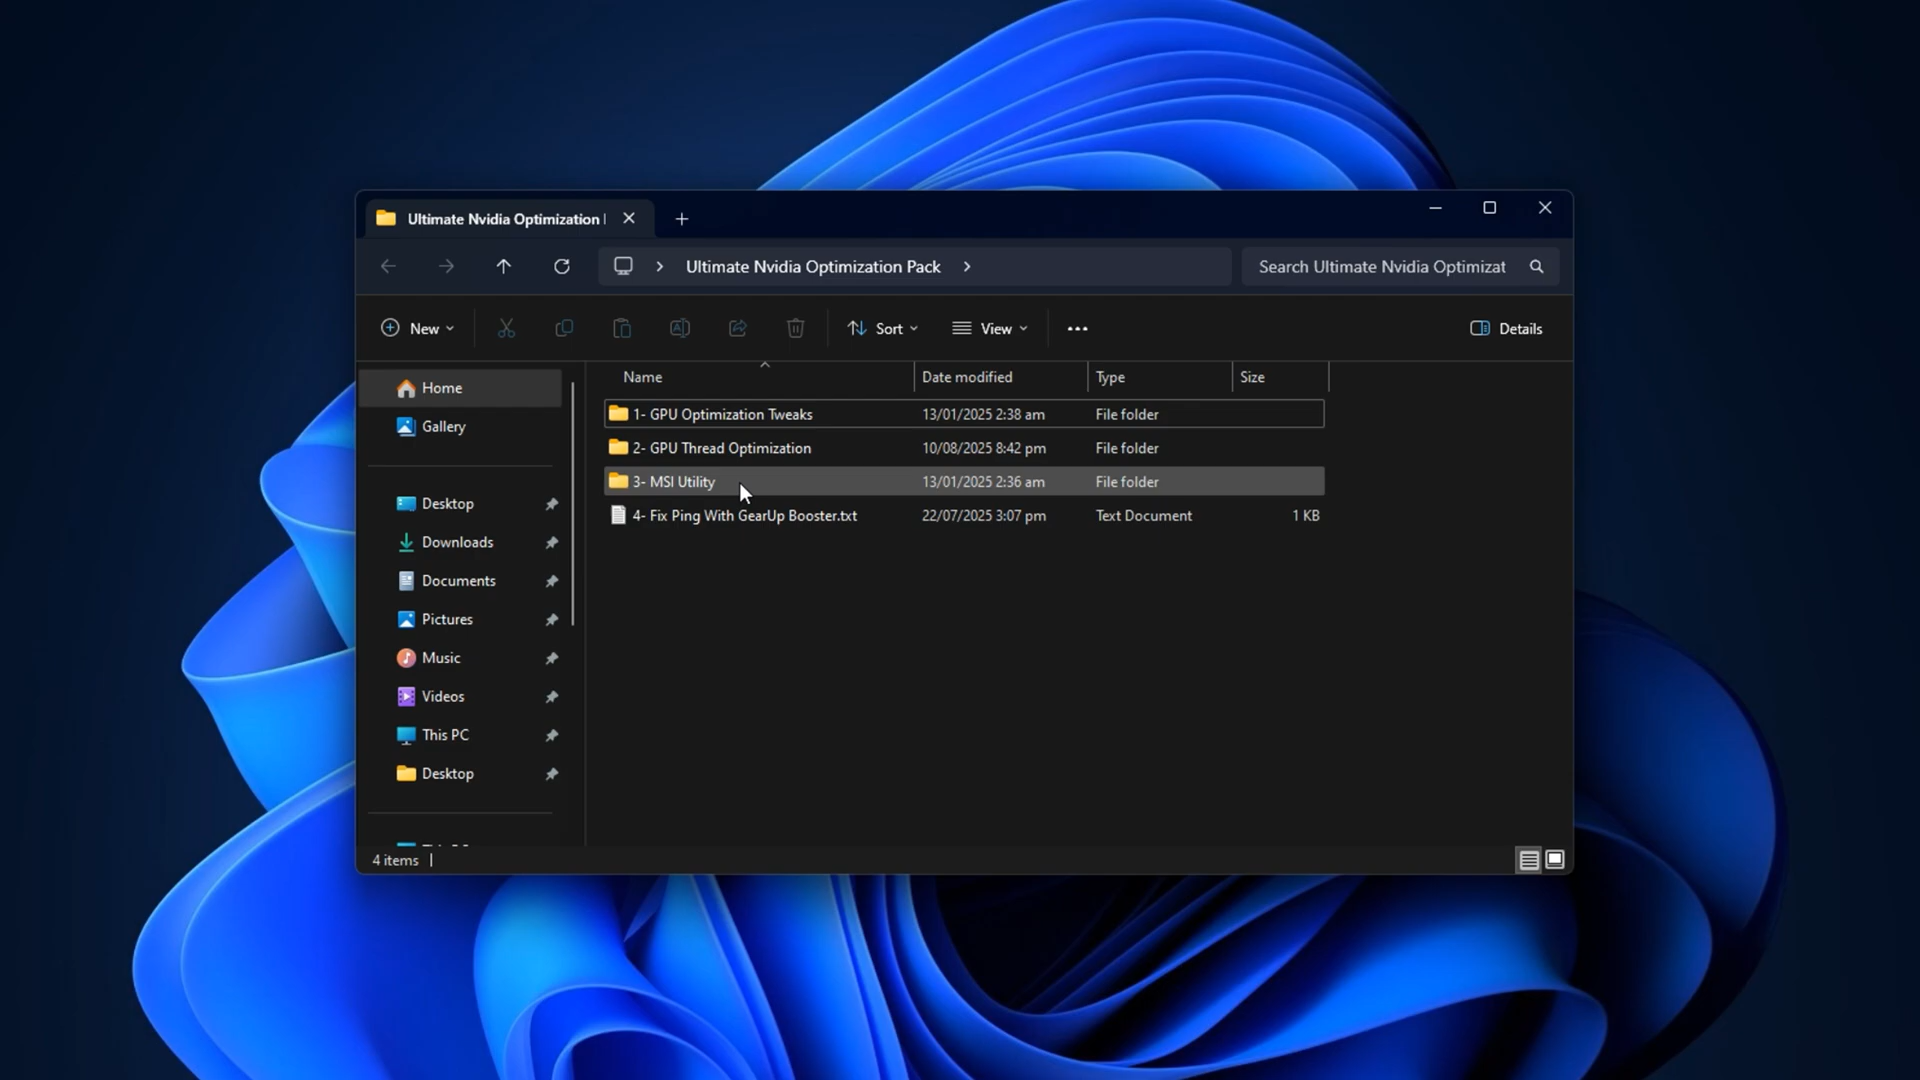 Ultimate Nvidia Optimization
Ultimate Nvidia Optimization Pack
Search Ultimate Nvidia Optimizat
New
Sort
View
Details
Home
Gallery
Desktop
Downloads
Documents
Pictures
Music
Videos
This PC
Desktop
Name Date modified Type Size
1- GPU Optimization Tweaks 13/01/2025 2:38 am File folder
2- GPU Thread Optimization 10/08/2025 8:42 pm File folder
3- MSI Utility 13/01/2025 2:36 am File folder
4- Fix Ping With GearUp Booster.txt 22/07/2025 3:07 pm Text Document 1 KB
4 items